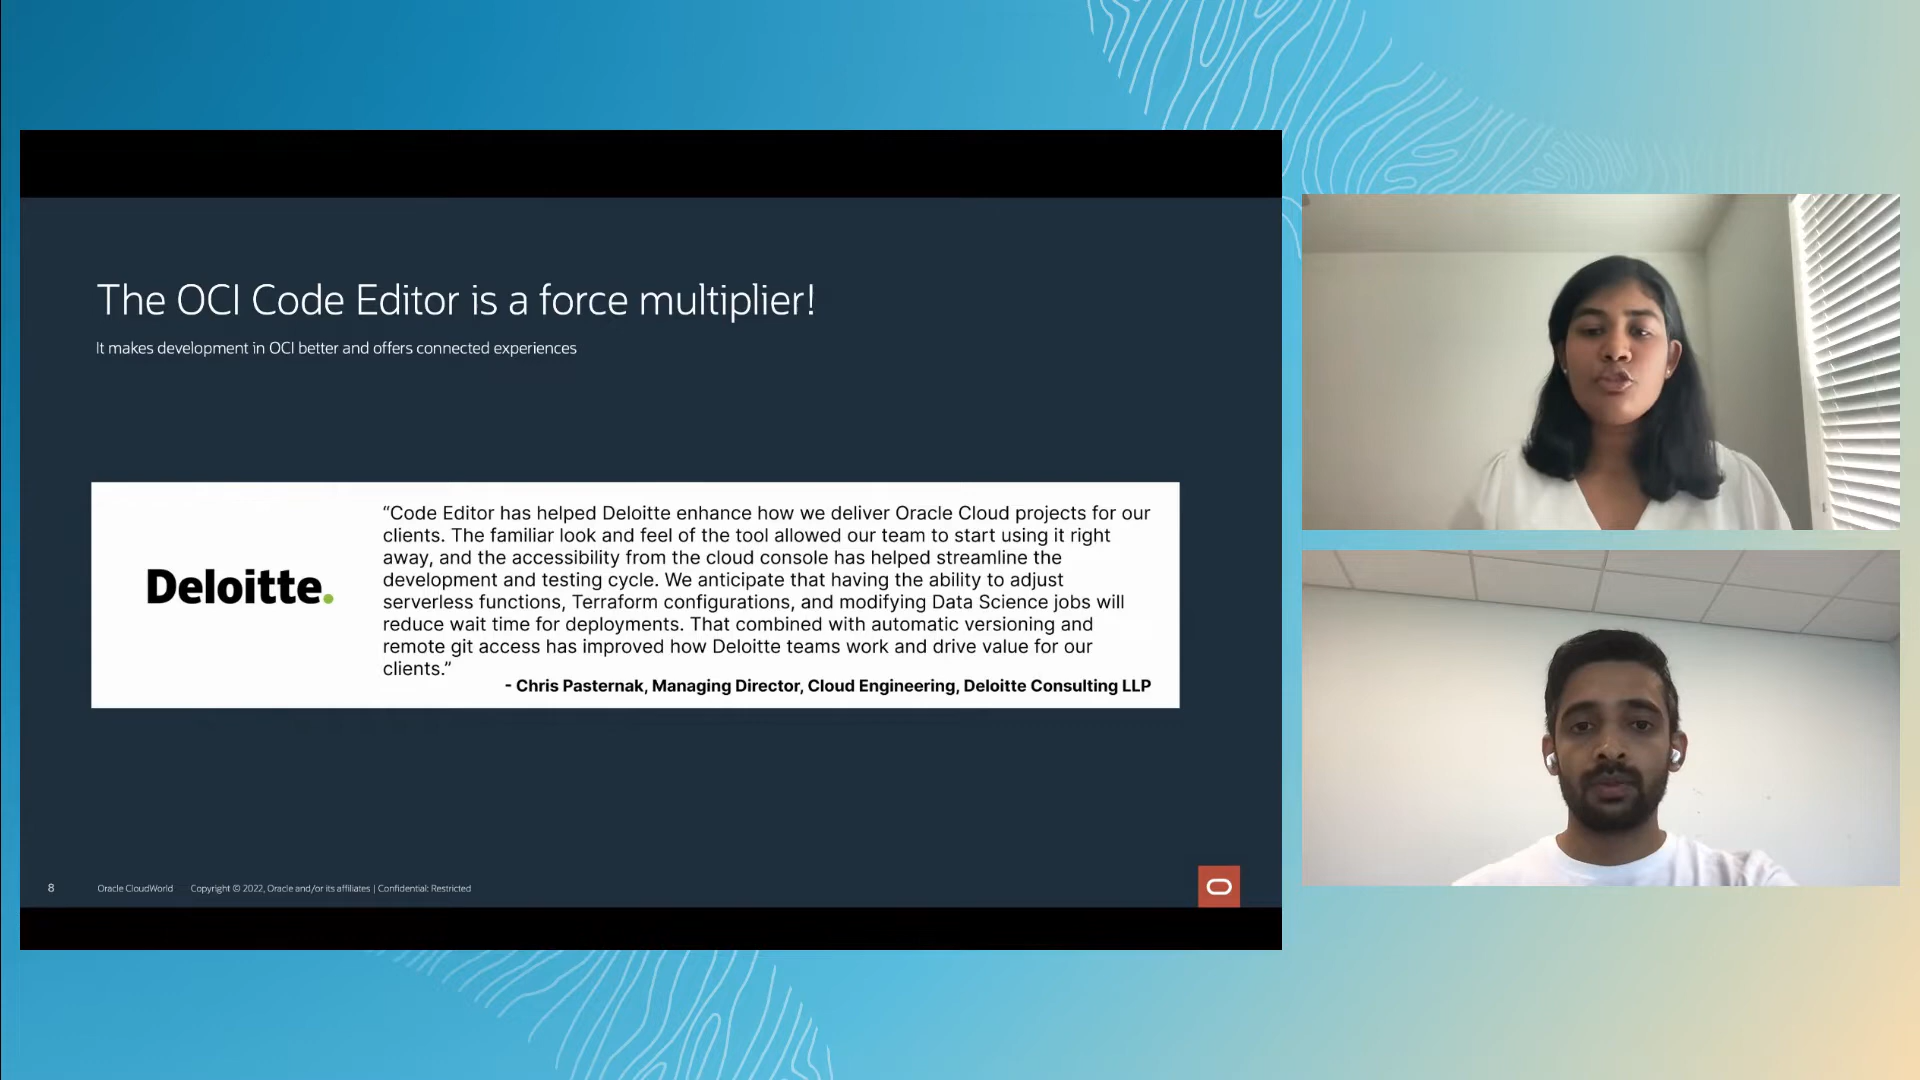 The OCI Code Editor is a force multiplier!
It makes development in OCI better and offers connected experiences
Deloitte.
“Code Editor has helped Deloitte enhance how we deliver Oracle Cloud projects for our
clients. The familiar look and feel of the tool allowed our team to start using it right
away, and the accessibility from the cloud console has helped streamline the
development and testing cycle. We anticipate that having the ability to adjust
serverless functions, Terraform configurations, and modifying Data Science jobs will
reduce wait time for deployments. That combined with automatic versioning and
remote git access has improved how Deloitte teams work and drive value for our
clients.”
- Chris Pasternak, Managing Director, Cloud Engineering, Deloitte Consulting LLP
8 Oracle CloudWorld Copyright © 2022, Oracle and/or its affiliates | Confidential: Restricted